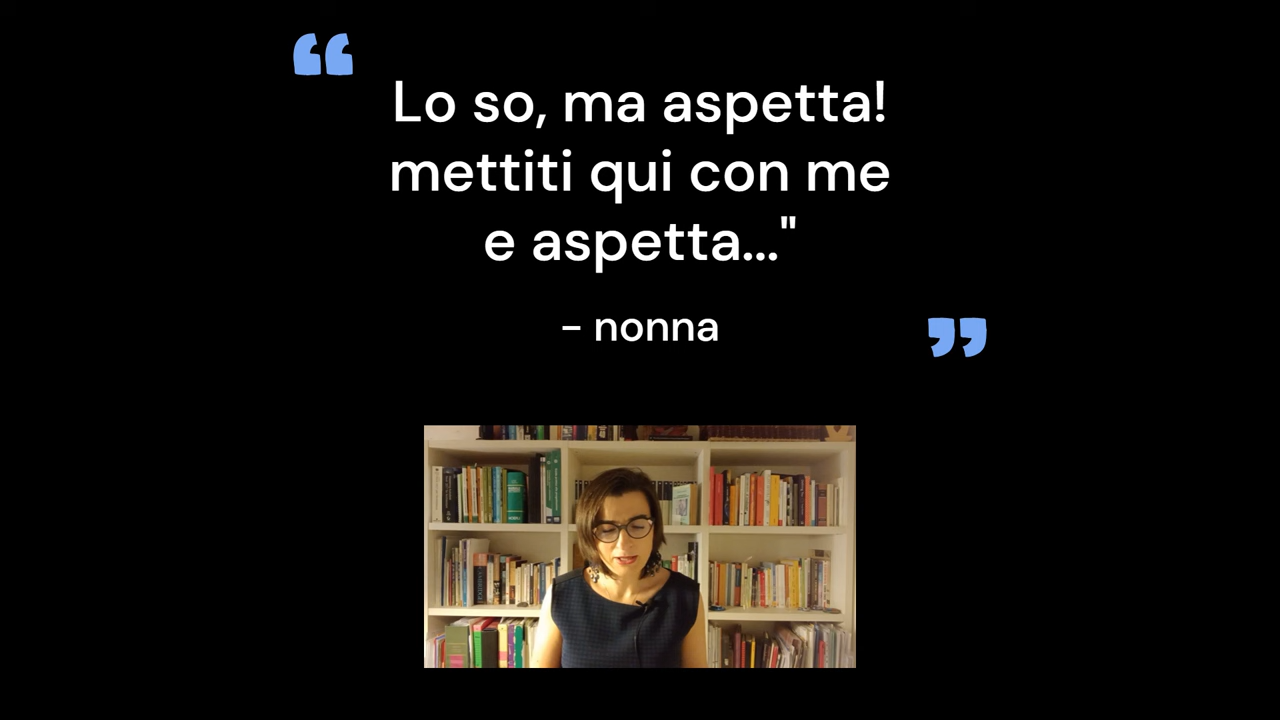 “
Lo so, ma aspetta!
mettiti qui con me
e aspetta..."
– nonna
”